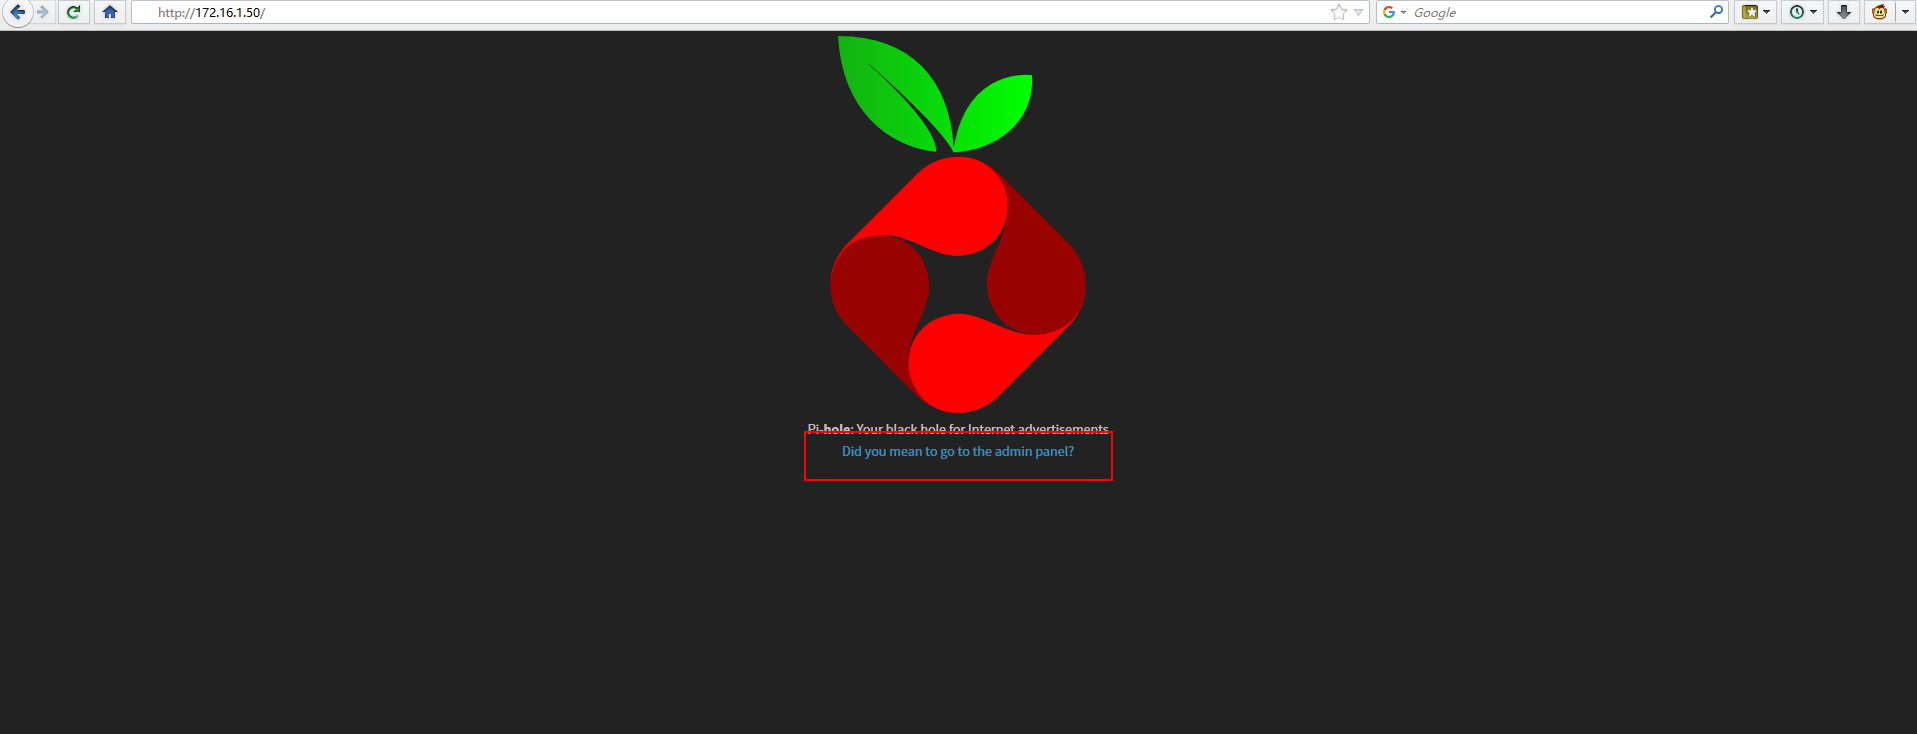 http://172.16.1.50/
Google
Pi-hole: Your black hole for Internet advertisements
Did you mean to go to the admin panel?